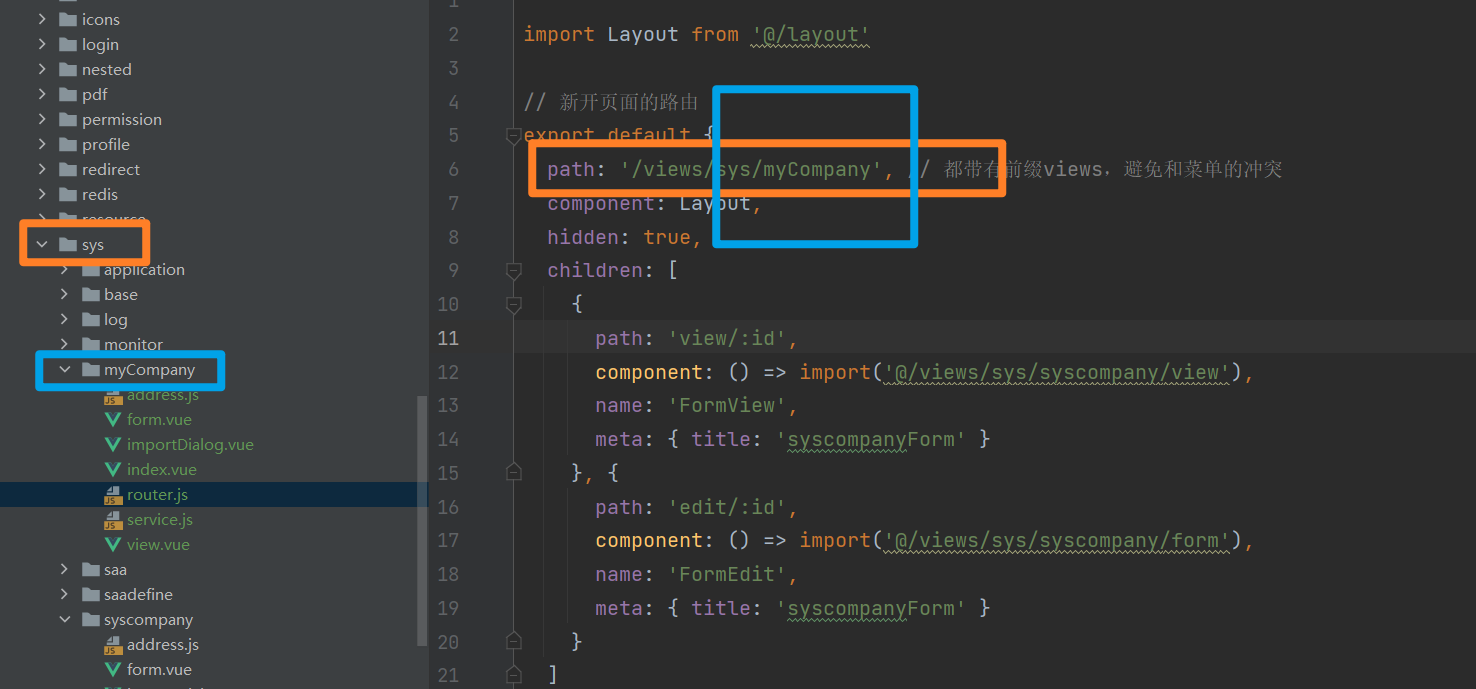 icons
login
nested
pdf
permission
profile
redirect
redis
resource
sys
application
base
log
monitor
myCompany
address.js
form.vue
importDialog.vue
index.vue
router.js
service.js
view.vue
saa
saadefine
syscompany
address.js
form.vue
1
2 import Layout from '@/layout'
3
4 // 新开页面的路由
5 export default {
6 path: '/views/sys/myCompany', // 都带有前缀views，避免和菜单的冲突
7 component: Layout,
8 hidden: true,
9 children: [
10 {
11 path: 'view/:id',
12 component: () => import('@/views/sys/syscompany/view'),
13 name: 'FormView',
14 meta: { title: 'syscompanyForm' }
15 }, {
16 path: 'edit/:id',
17 component: () => import('@/views/sys/syscompany/form'),
18 name: 'FormEdit',
19 meta: { title: 'syscompanyForm' }
20 }
21 ]